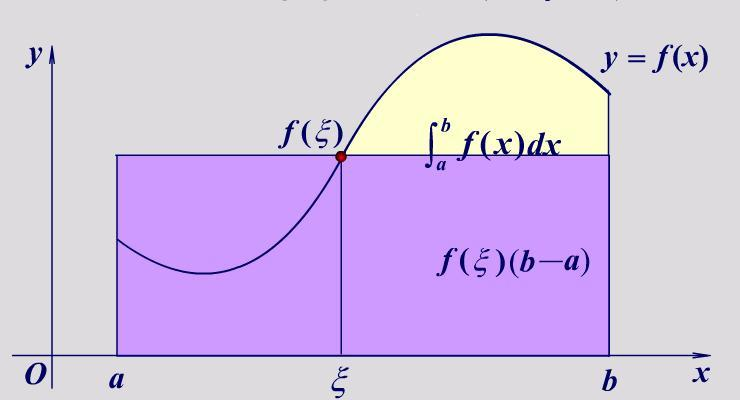 y
y = f(x)
f(ξ)
∫_a^b f(x)dx
f(ξ)(b−a)
O a ξ b x